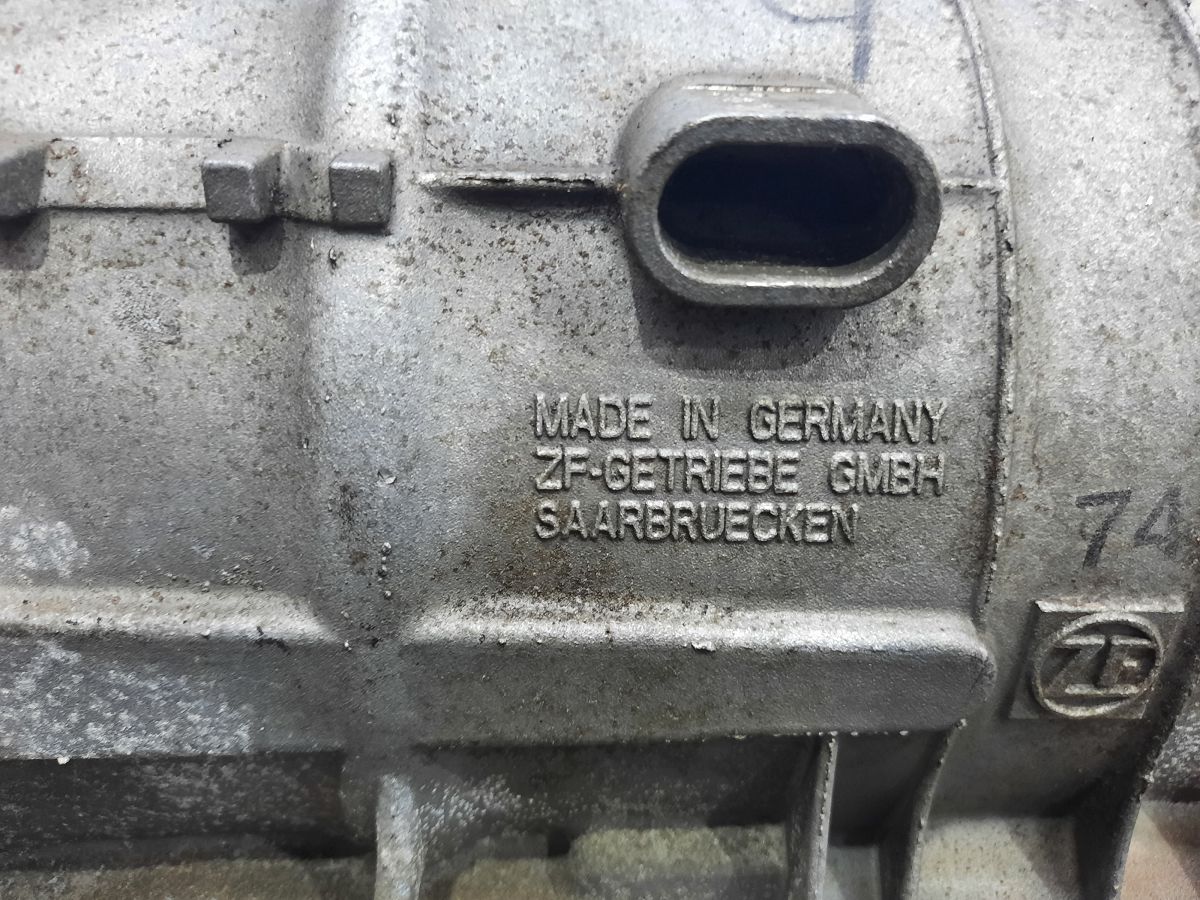 MADE IN GERMANY
ZF-GETRIEBE GMBH
SAARBRUECKEN
74
ZF